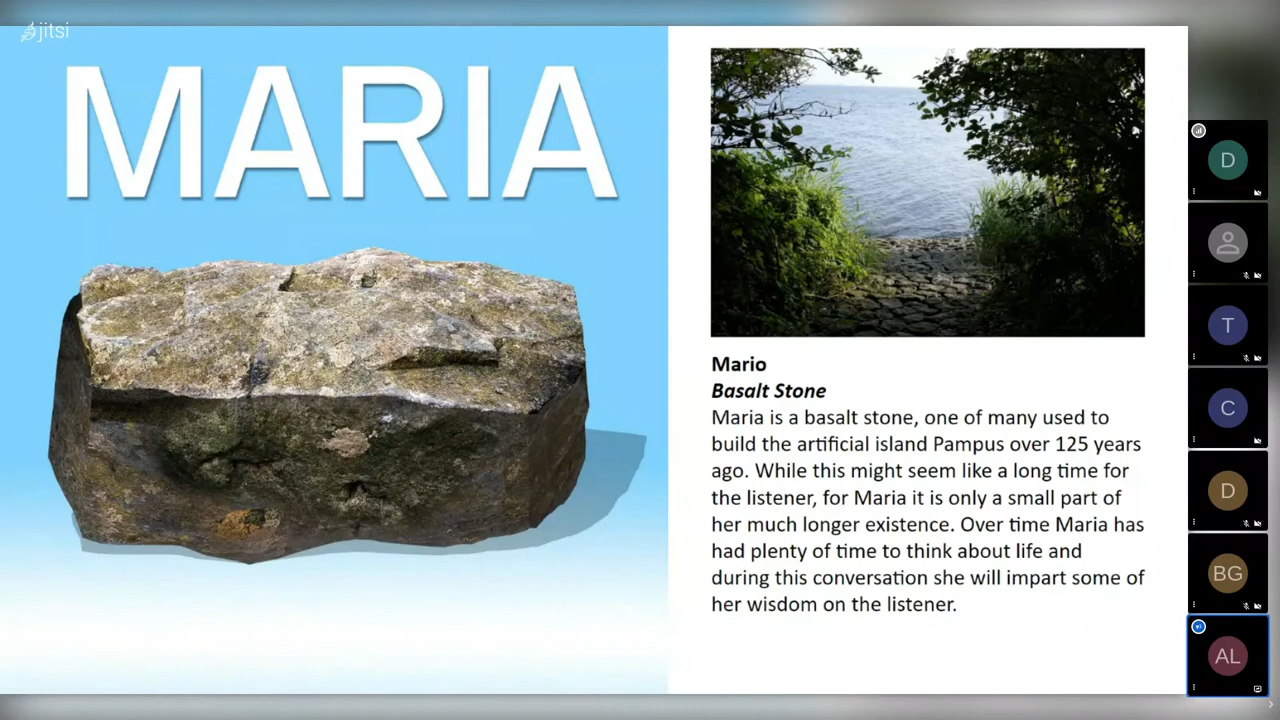 jitsi
MARIA
Mario
Basalt Stone
Maria is a basalt stone, one of many used to
build the artificial island Pampus over 125 years
ago. While this might seem like a long time for
the listener, for Maria it is only a small part of
her much longer existence. Over time Maria has
had plenty of time to think about life and
during this conversation she will impart some of
her wisdom on the listener.
D
T
C
D
BG
AL